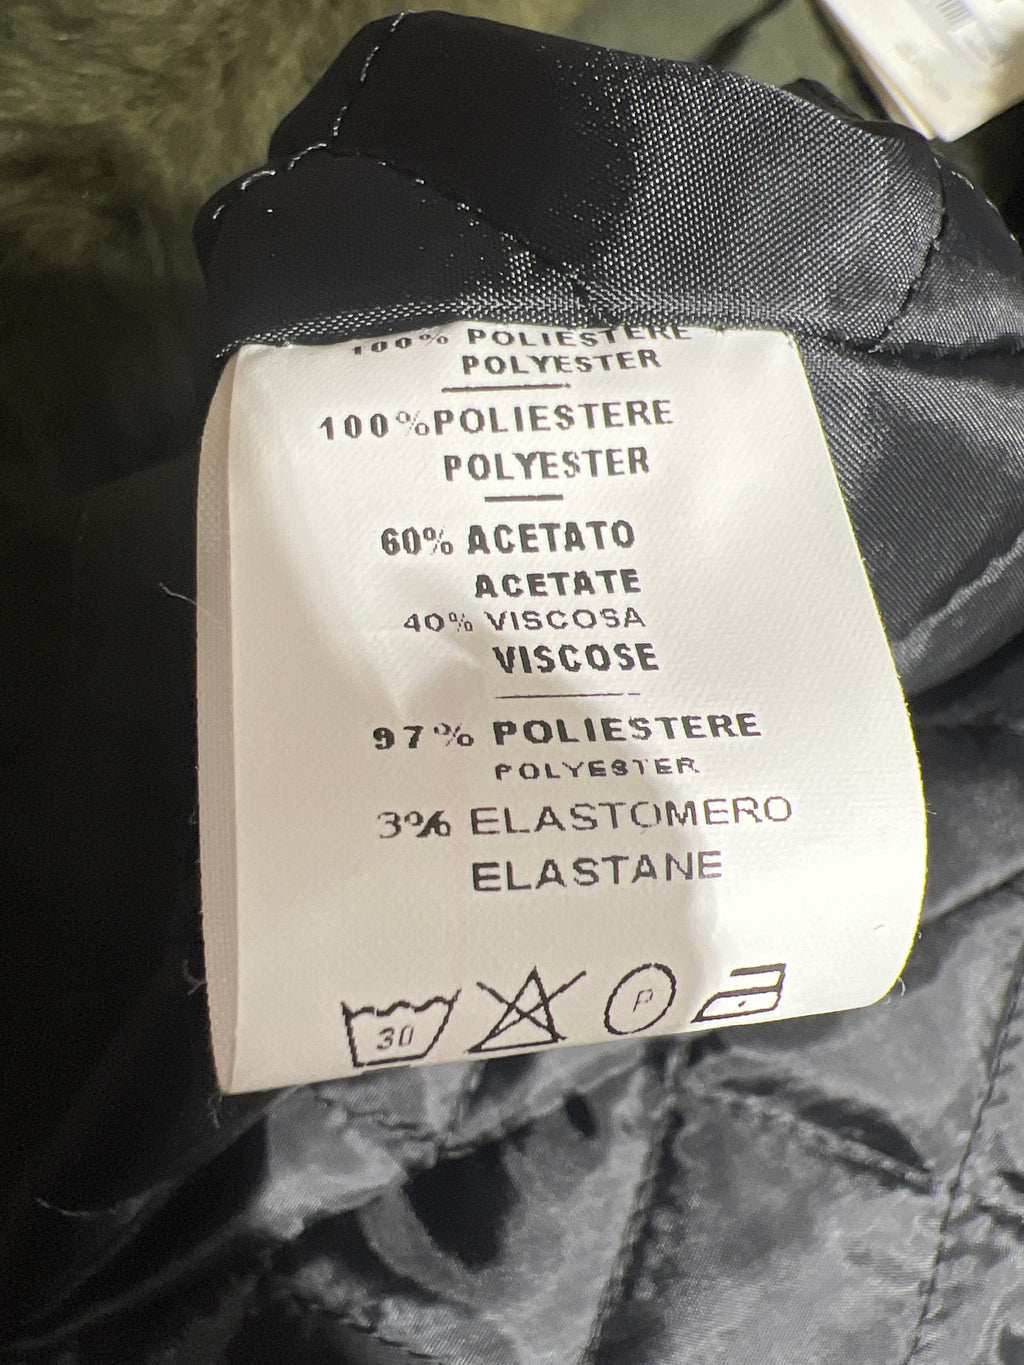 100% POLIESTERE
POLYESTER
100%POLIESTERE
POLYESTER
60% ACETATO
ACETATE
40% VISCOSA
VISCOSE
97% POLIESTERE
POLYESTER
3% ELASTOMERO
ELASTANE
30
P